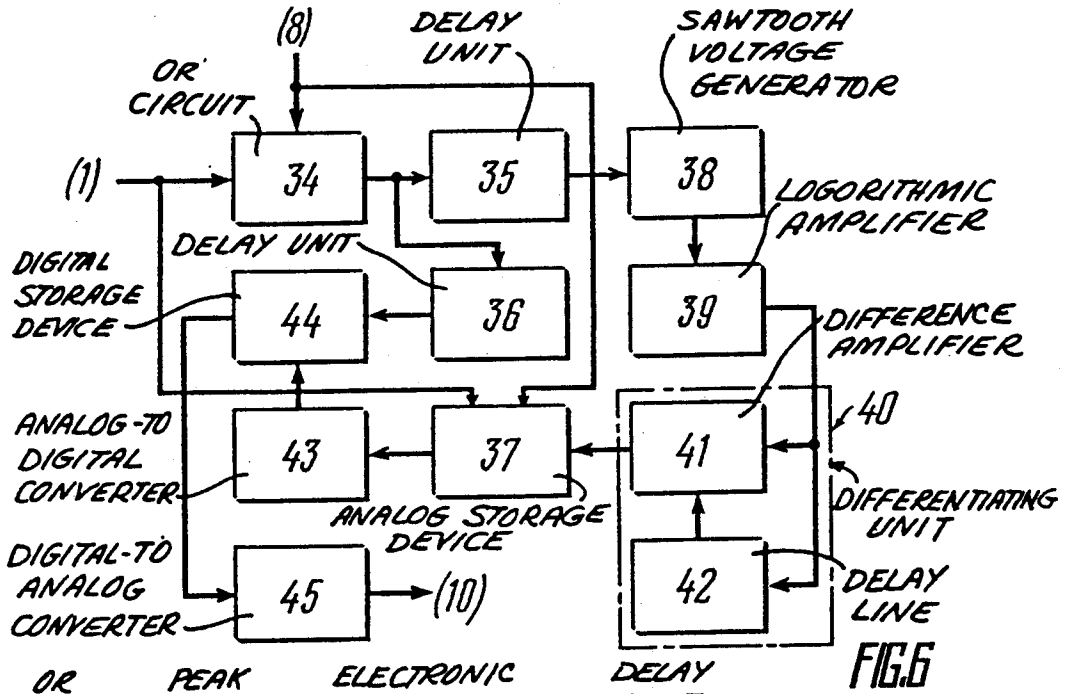 (8)
DELAY
UNIT
SAWTOOTH
VOLTAGE
GENERATOR
OR
CIRCUIT
(1)
34
35
38
LOGORITHMIC
AMPLIFIER
DELAY UNIT
DIGITAL
STORAGE
DEVICE
44
36
39
DIFFERENCE
AMPLIFIER
40
ANALOG-TO
DIGITAL
CONVERTER
43
37
41
ANALOG STORAGE
DEVICE
DIFFERENTIATING
UNIT
DIGITAL-TO
ANALOG
CONVERTER
45
(10)
42
DELAY
LINE
FIG.6
OR PEAK ELECTRONIC DELAY